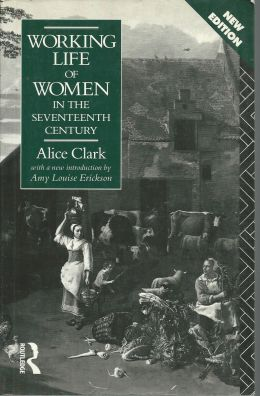 NEW
EDITION
WORKING
LIFE
OF
WOMEN
IN THE
SEVENTEENTH
CENTURY
Alice Clark
with a new introduction by
Amy Louise Erickson
ROUTLEDGE